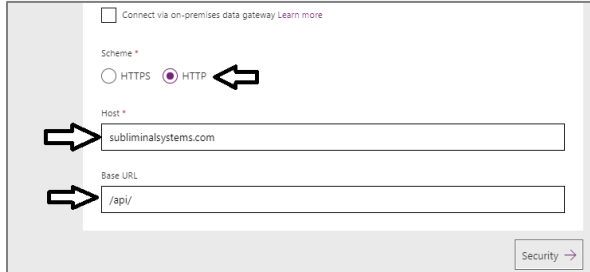 Connect via on-premises data gateway Learn more
Scheme *
HTTPS HTTP
Host *
subliminalsystems.com
Base URL
/api/
Security →